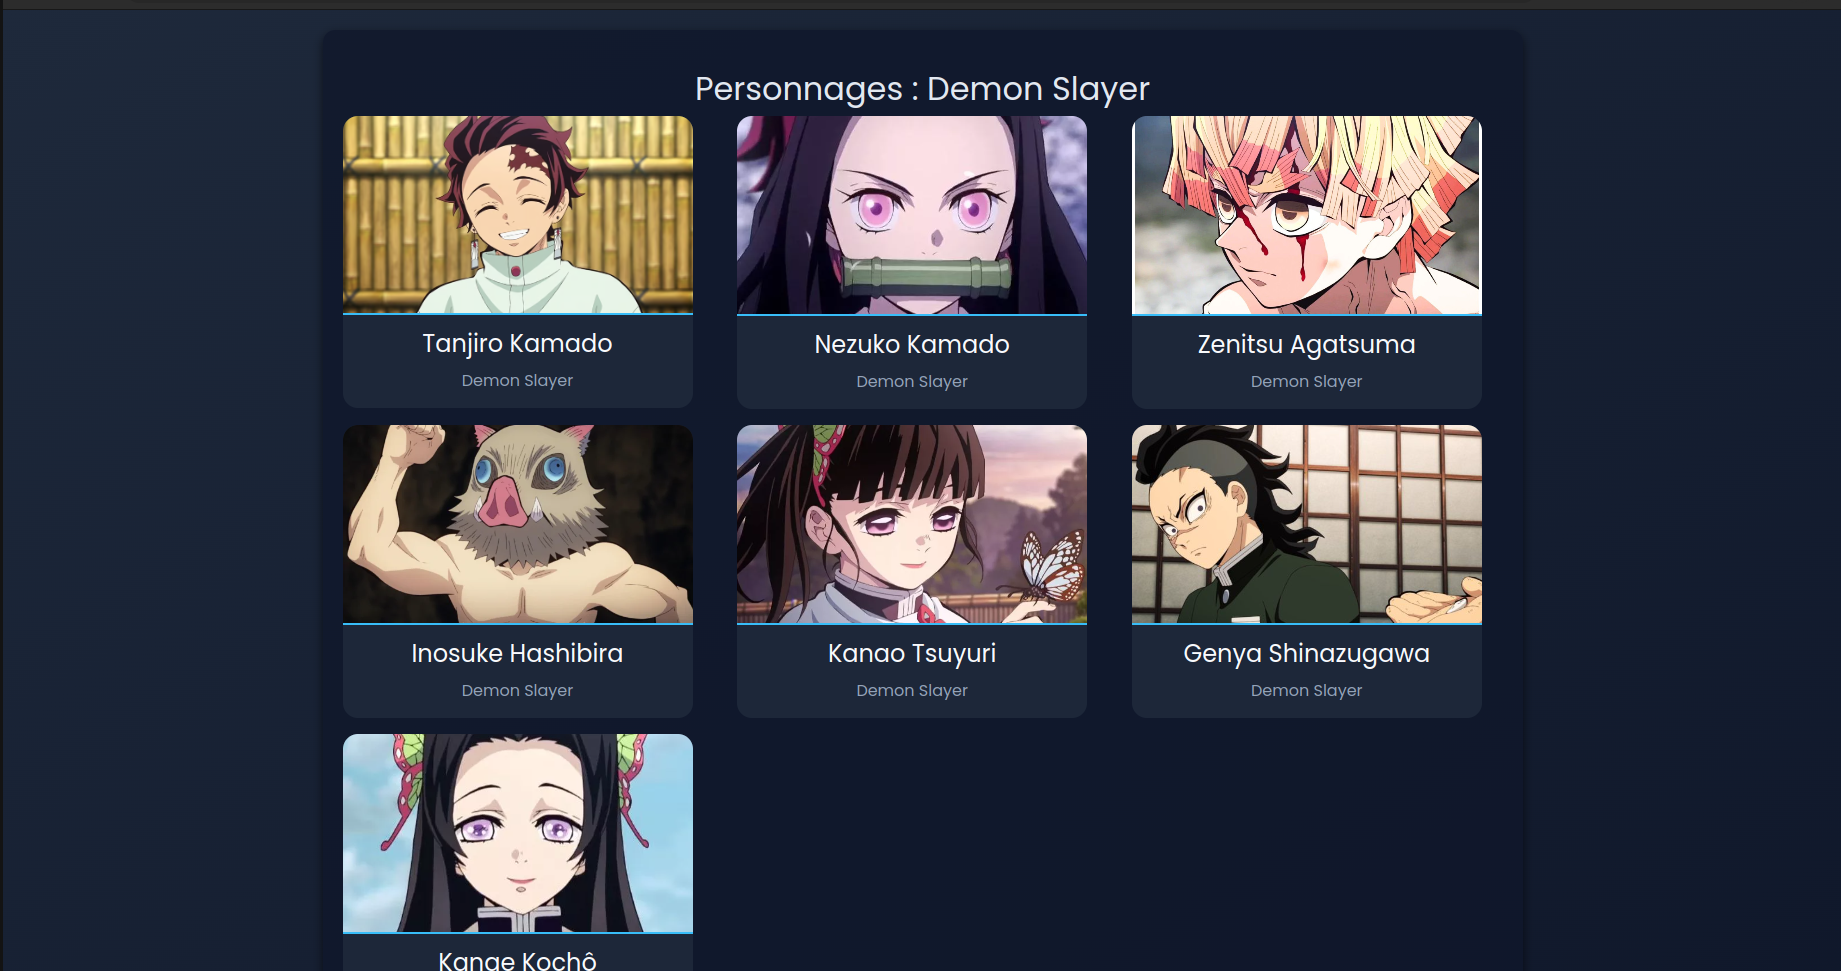 Personnages : Demon Slayer
Tanjiro Kamado
Demon Slayer
Nezuko Kamado
Demon Slayer
Zenitsu Agatsuma
Demon Slayer
Inosuke Hashibira
Demon Slayer
Kanao Tsuyuri
Demon Slayer
Genya Shinazugawa
Demon Slayer
Kanae Kochô